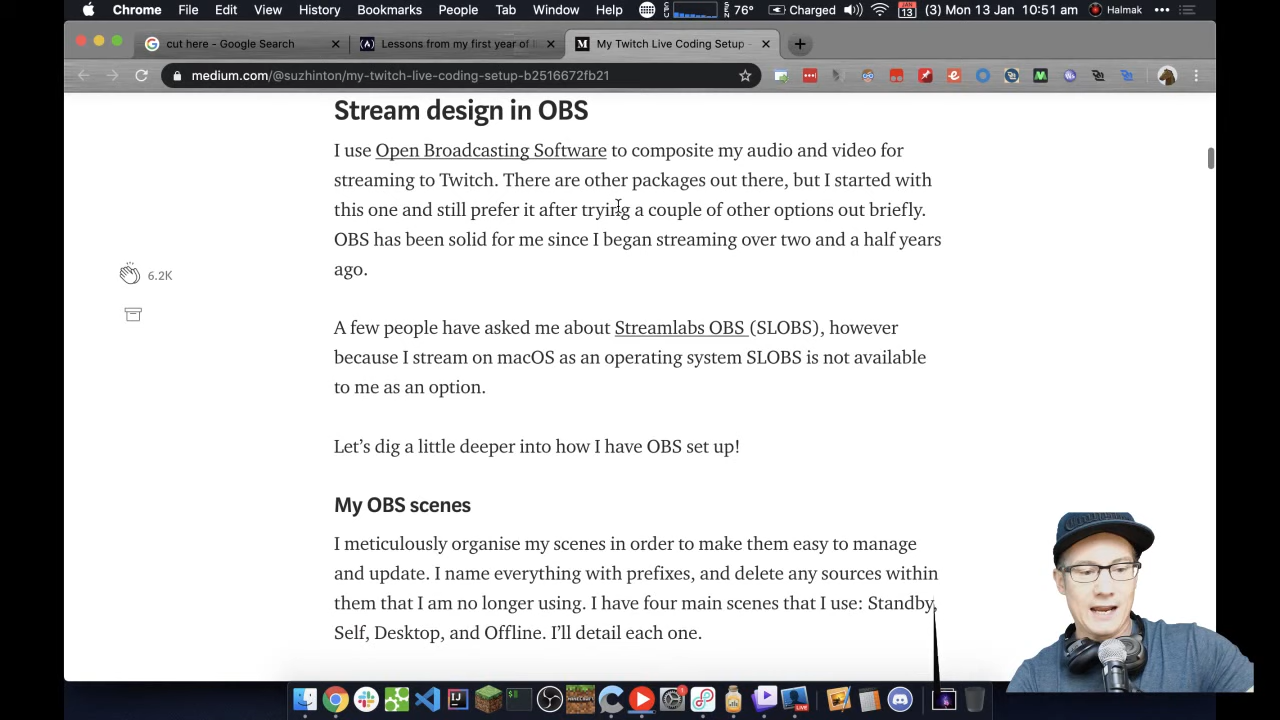 Chrome File Edit View History Bookmarks People Tab Window Help 76° Charged (3) Mon 13 Jan 10:51 am Halmak
cut here - Google Search Lessons from my first year of My Twitch Live Coding Setup
medium.com/@suzhinton/my-twitch-live-coding-setup-b2516672fb21
Stream design in OBS
I use Open Broadcasting Software to composite my audio and video for
streaming to Twitch. There are other packages out there, but I started with
this one and still prefer it after trying a couple of other options out briefly.
OBS has been solid for me since I began streaming over two and a half years
ago.
6.2K
A few people have asked me about Streamlabs OBS (SLOBS), however
because I stream on macOS as an operating system SLOBS is not available
to me as an option.
Let’s dig a little deeper into how I have OBS set up!
My OBS scenes
I meticulously organise my scenes in order to make them easy to manage
and update. I name everything with prefixes, and delete any sources within
them that I am no longer using. I have four main scenes that I use: Standby,
Self, Desktop, and Offline. I’ll detail each one.